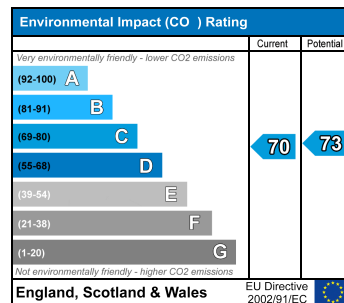 Environmental Impact (CO  ) Rating
Current Potential
Very environmentally friendly - lower CO2 emissions
(92-100) A
(81-91) B
(69-80) C
70 73
(55-68) D
(39-54) E
(21-38) F
(1-20) G
Not environmentally friendly - higher CO2 emissions
England, Scotland & Wales
EU Directive
2002/91/EC